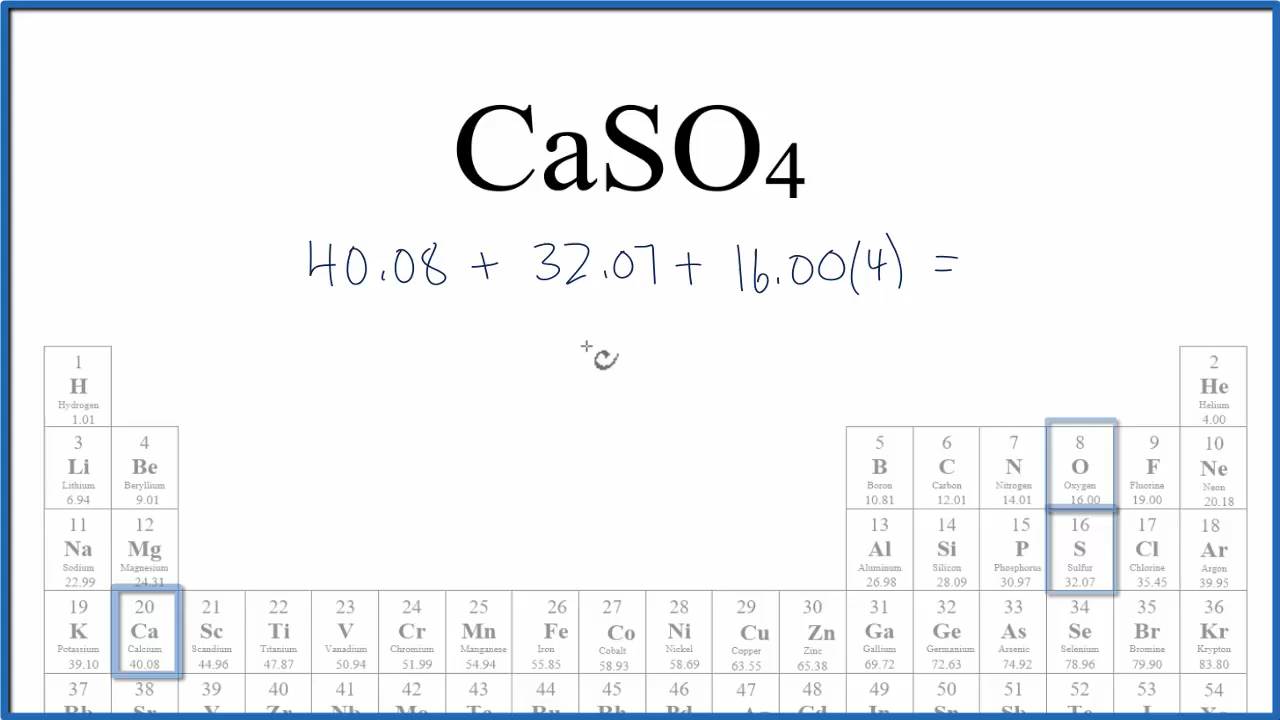 CaSO₄
40.08 + 32.07 + 16.00(4) =
1 2
H He
Hydrogen Helium
1.01 4.00
3 4 5 6 7 8 9 10
Li Be B C N O F Ne
Lithium Beryllium Boron Carbon Nitrogen Oxygen Fluorine Neon
6.94 9.01 10.81 12.01 14.01 16.00 19.00 20.18
11 12 13 14 15 16 17 18
Na Mg Al Si P S Cl Ar
Sodium Magnesium Aluminum Silicon Phosphorus Sulfur Chlorine Argon
22.99 24.31 26.98 28.09 30.97 32.07 35.45 39.95
19 20 21 22 23 24 25 26 27 28 29 30 31 32 33 34 35 36
K Ca Sc Ti V Cr Mn Fe Co Ni Cu Zn Ga Ge As Se Br Kr
Potassium Calcium Scandium Titanium Vanadium Chromium Manganese Iron Cobalt Nickel Copper Zinc Gallium Germanium Arsenic Selenium Bromine Krypton
39.10 40.08 44.96 47.87 50.94 51.99 54.94 55.85 58.93 58.69 63.55 65.38 69.72 72.63 74.92 78.96 79.90 83.80
37 38 39 40 41 42 43 44 45 46 47 48 49 50 51 52 53 54